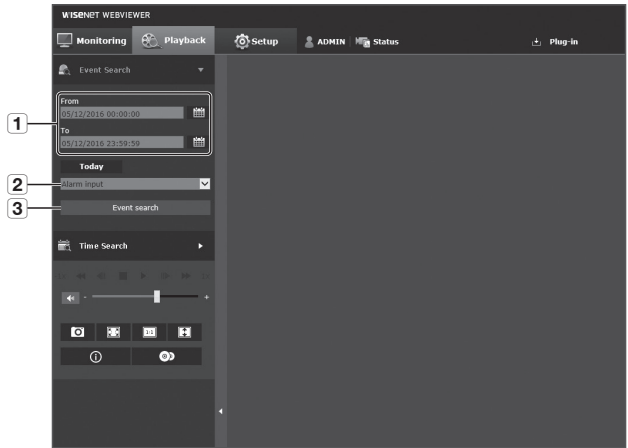 WISENET WEBVIEWER
Monitoring Playback Setup ADMIN Status Plug-in
Event Search
From
05/12/2016 00:00:00
1
To
05/12/2016 23:59:59
Today
2 Alarm input
3 Event search
Time Search
- +
1:1